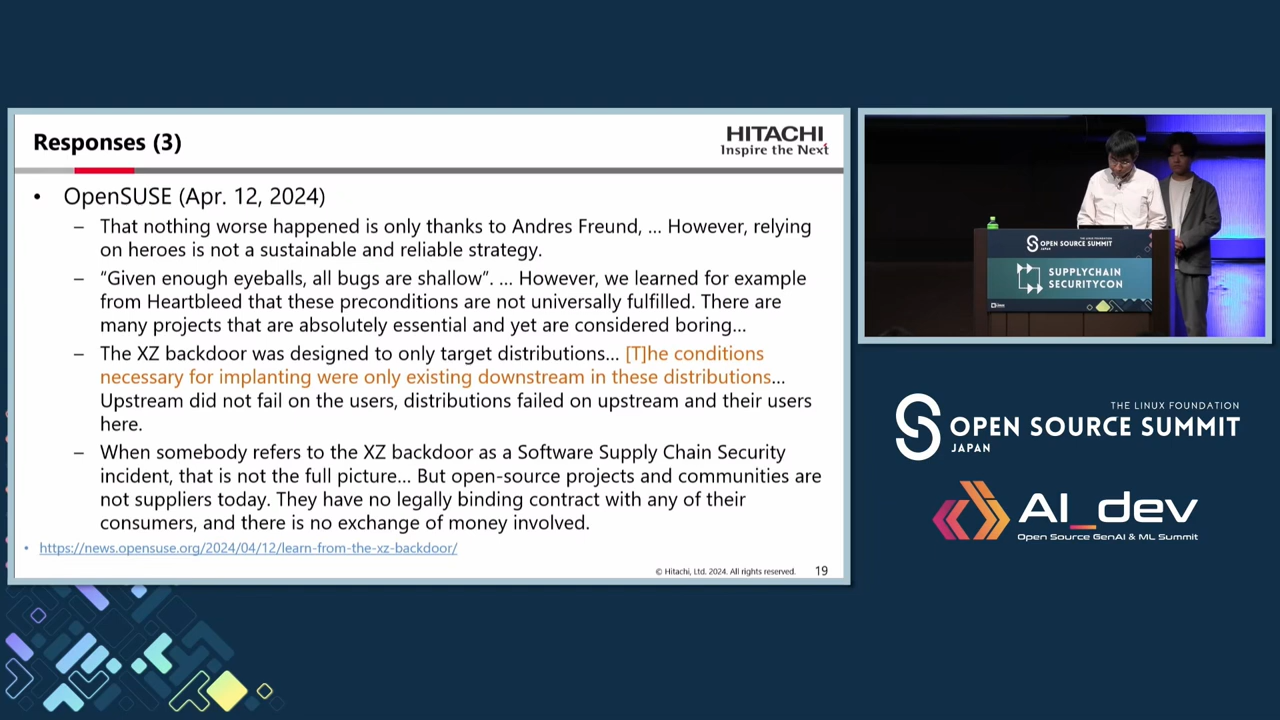 Responses (3)
HITACHI
Inspire the Next
• OpenSUSE (Apr. 12, 2024)
– That nothing worse happened is only thanks to Andres Freund, ... However, relying
on heroes is not a sustainable and reliable strategy.
– “Given enough eyeballs, all bugs are shallow”. ... However, we learned for example
from Heartbleed that these preconditions are not universally fulfilled. There are
many projects that are absolutely essential and yet are considered boring...
– The XZ backdoor was designed to only target distributions... [T]he conditions
necessary for implanting were only existing downstream in these distributions...
Upstream did not fail on the users, distributions failed on upstream and their users
here.
– When somebody refers to the XZ backdoor as a Software Supply Chain Security
incident, that is not the full picture... But open-source projects and communities are
not suppliers today. They have no legally binding contract with any of their
consumers, and there is no exchange of money involved.
• https://news.opensuse.org/2024/04/12/learn-from-the-xz-backdoor/
© Hitachi, Ltd. 2024. All rights reserved.
19
OPEN SOURCE SUMMIT
JAPAN
SUPPLYCHAIN
SECURITYCON
THE LINUX FOUNDATION
OPEN SOURCE SUMMIT
JAPAN
AI_dev
Open Source GenAI & ML Summit